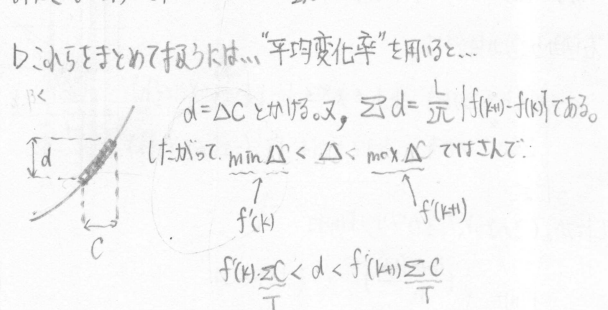 これらをまとめて扱うには…"平均変化率"を用いると…
d=ΔCとかける。又, Σd=\frac{L}{\sqrt{π}}{f(k+1)-f(k)}である。
したがって min Δ < Δ < max Δ ではさんで:
d
f'(k)
f'(k+1)
C
f'(k)・ΣC < d < f'(k+1)ΣC
T
T